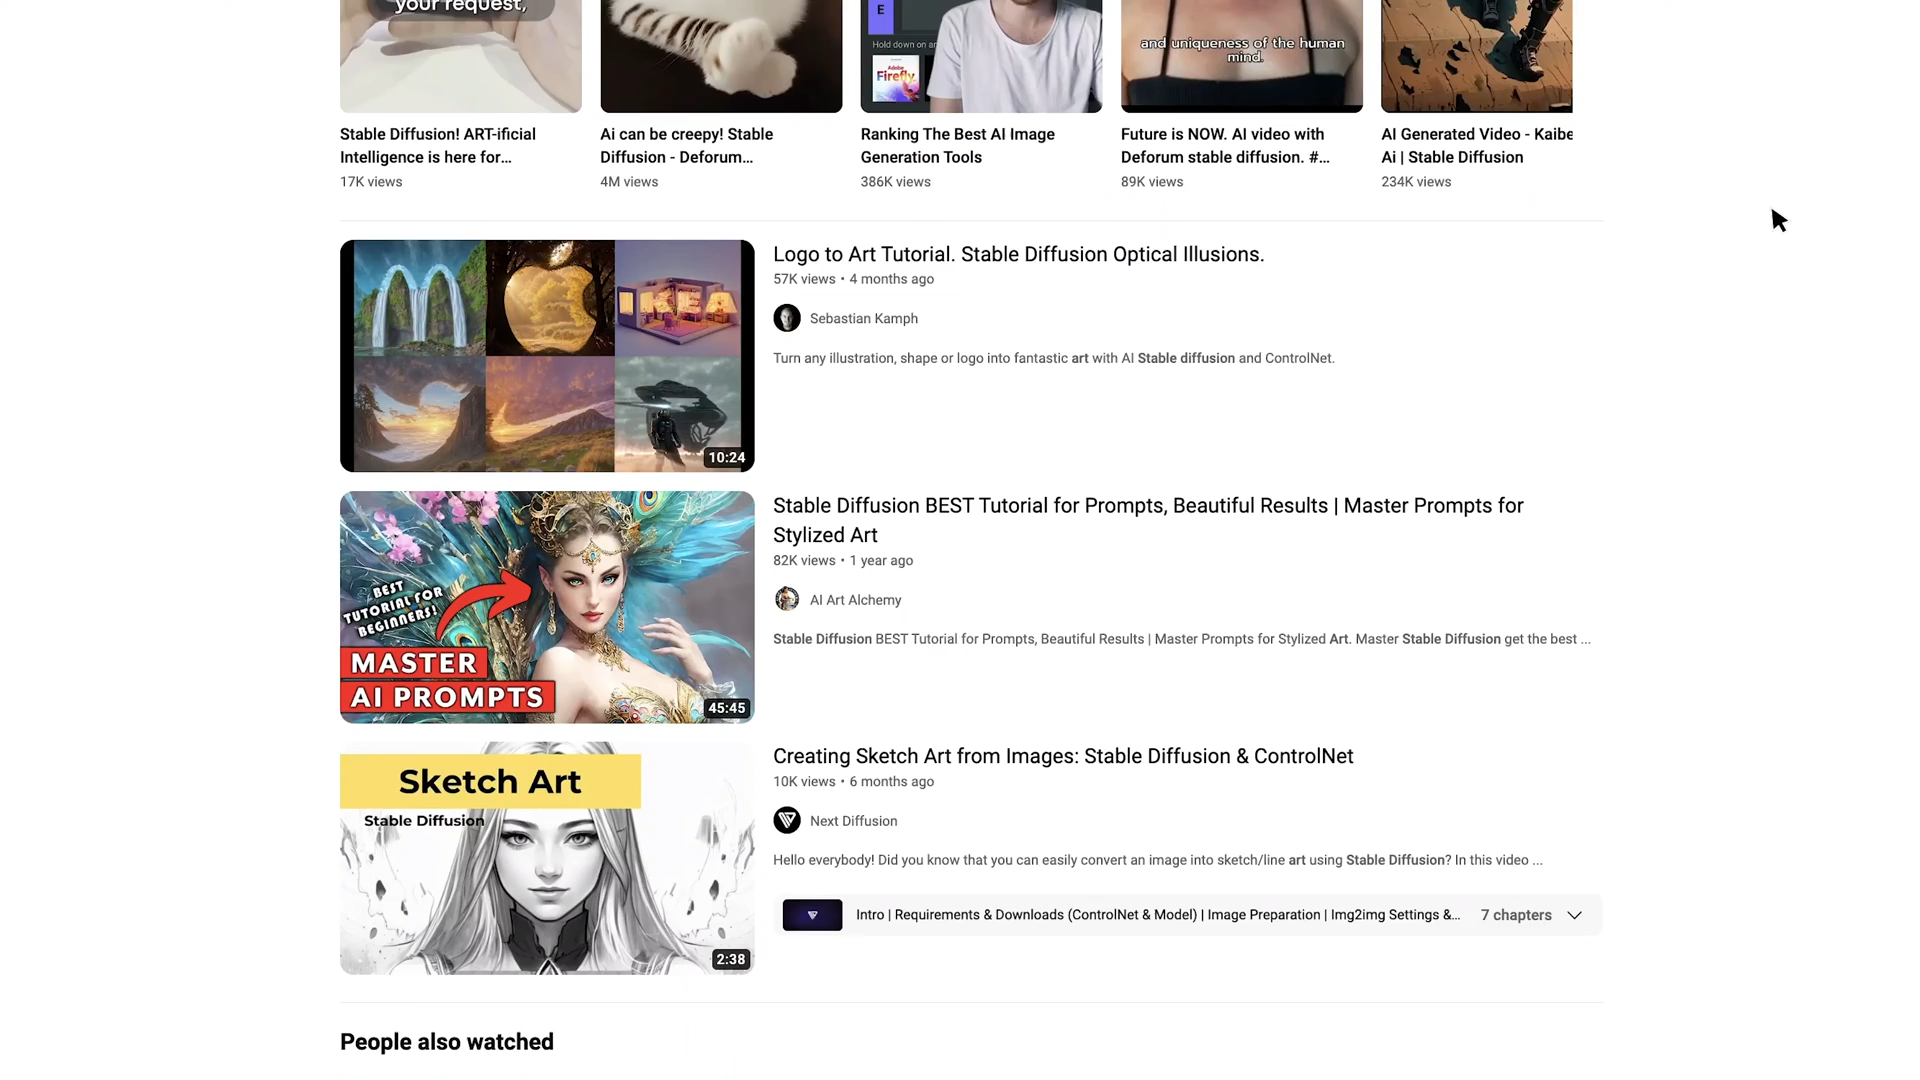 your request,
E
Hold down on an
Adobe
Firefly
and uniqueness of the human
mind.
Stable Diffusion! ART-ificial
Intelligence is here for...
17K views
Ai can be creepy! Stable
Diffusion - Deforum...
4M views
Ranking The Best AI Image
Generation Tools
386K views
Future is NOW. AI video with
Deforum stable diffusion. #...
89K views
AI Generated Video - Kaibe
Ai | Stable Diffusion
234K views
10:24
Logo to Art Tutorial. Stable Diffusion Optical Illusions.
57K views • 4 months ago
Sebastian Kamph
Turn any illustration, shape or logo into fantastic art with AI Stable diffusion and ControlNet.
BEST
TUTORIAL FOR
BEGINNERS!
MASTER
AI PROMPTS
45:45
Stable Diffusion BEST Tutorial for Prompts, Beautiful Results | Master Prompts for
Stylized Art
82K views • 1 year ago
AI Art Alchemy
Stable Diffusion BEST Tutorial for Prompts, Beautiful Results | Master Prompts for Stylized Art. Master Stable Diffusion get the best ...
Sketch Art
Stable Diffusion
2:38
Creating Sketch Art from Images: Stable Diffusion & ControlNet
10K views • 6 months ago
Next Diffusion
Hello everybody! Did you know that you can easily convert an image into sketch/line art using Stable Diffusion? In this video ...
Intro | Requirements & Downloads (ControlNet & Model) | Image Preparation | Img2img Settings &...
7 chapters
People also watched